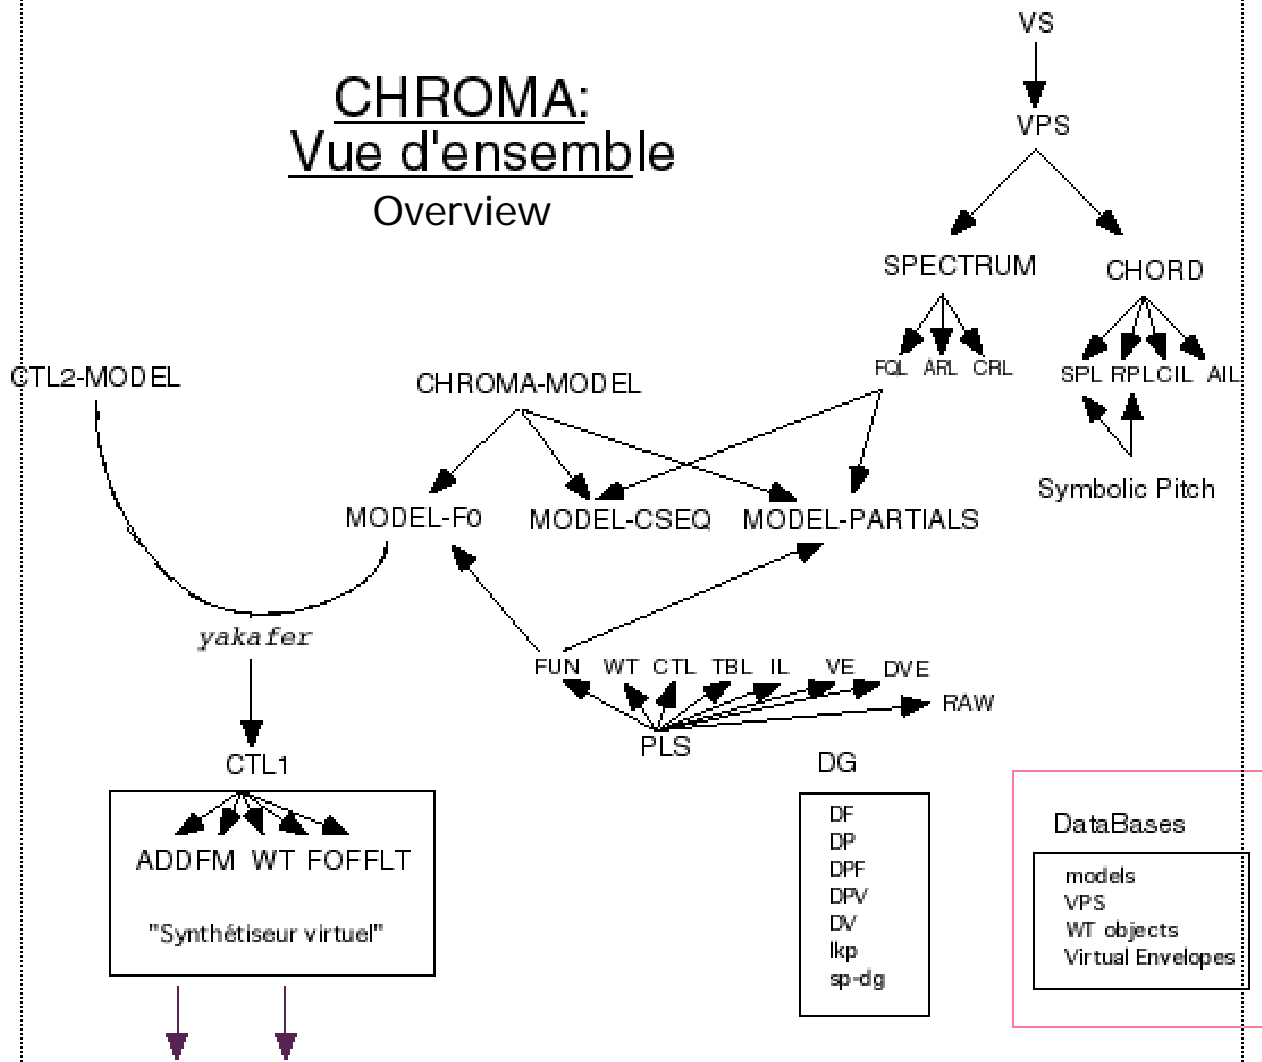 VS
CHROMA:
Vue d'ensemble
Overview
VPS
SPECTRUM
CHORD
FQL ARL CRL
SPL RPL CIL AIL
CTL2-MODEL
CHROMA-MODEL
Symbolic Pitch
MODEL-F0 MODEL-CSEQ MODEL-PARTIALS
yakafer
FUN WT CTL TBL IL VE DVE
RAW
PLS
CTL1
ADDFM WT FOFFLT
"Synthétiseur virtuel"
DG
DF
DP
DPF
DPV
DV
lkp
sp-dg
DataBases
models
VPS
WT objects
Virtual Envelopes